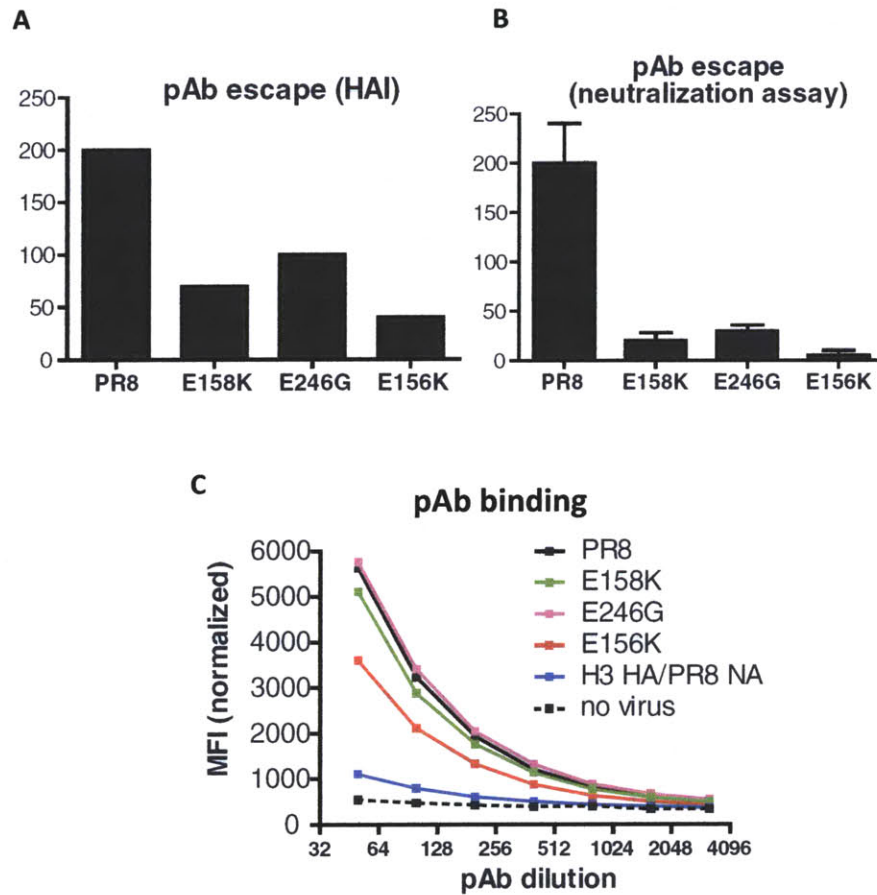 A
pAb escape (HAI)
250
200
150
100
50
0
PR8 E158K E246G E156K
B
pAb escape
(neutralization assay)
250
200
150
100
50
0
PR8 E158K E246G E156K
C
pAb binding
MFI (normalized)
6000
5000
4000
3000
2000
1000
0
PR8
E158K
E246G
E156K
H3 HA/PR8 NA
no virus
32 64 128 256 512 1024 2048 4096
pAb dilution